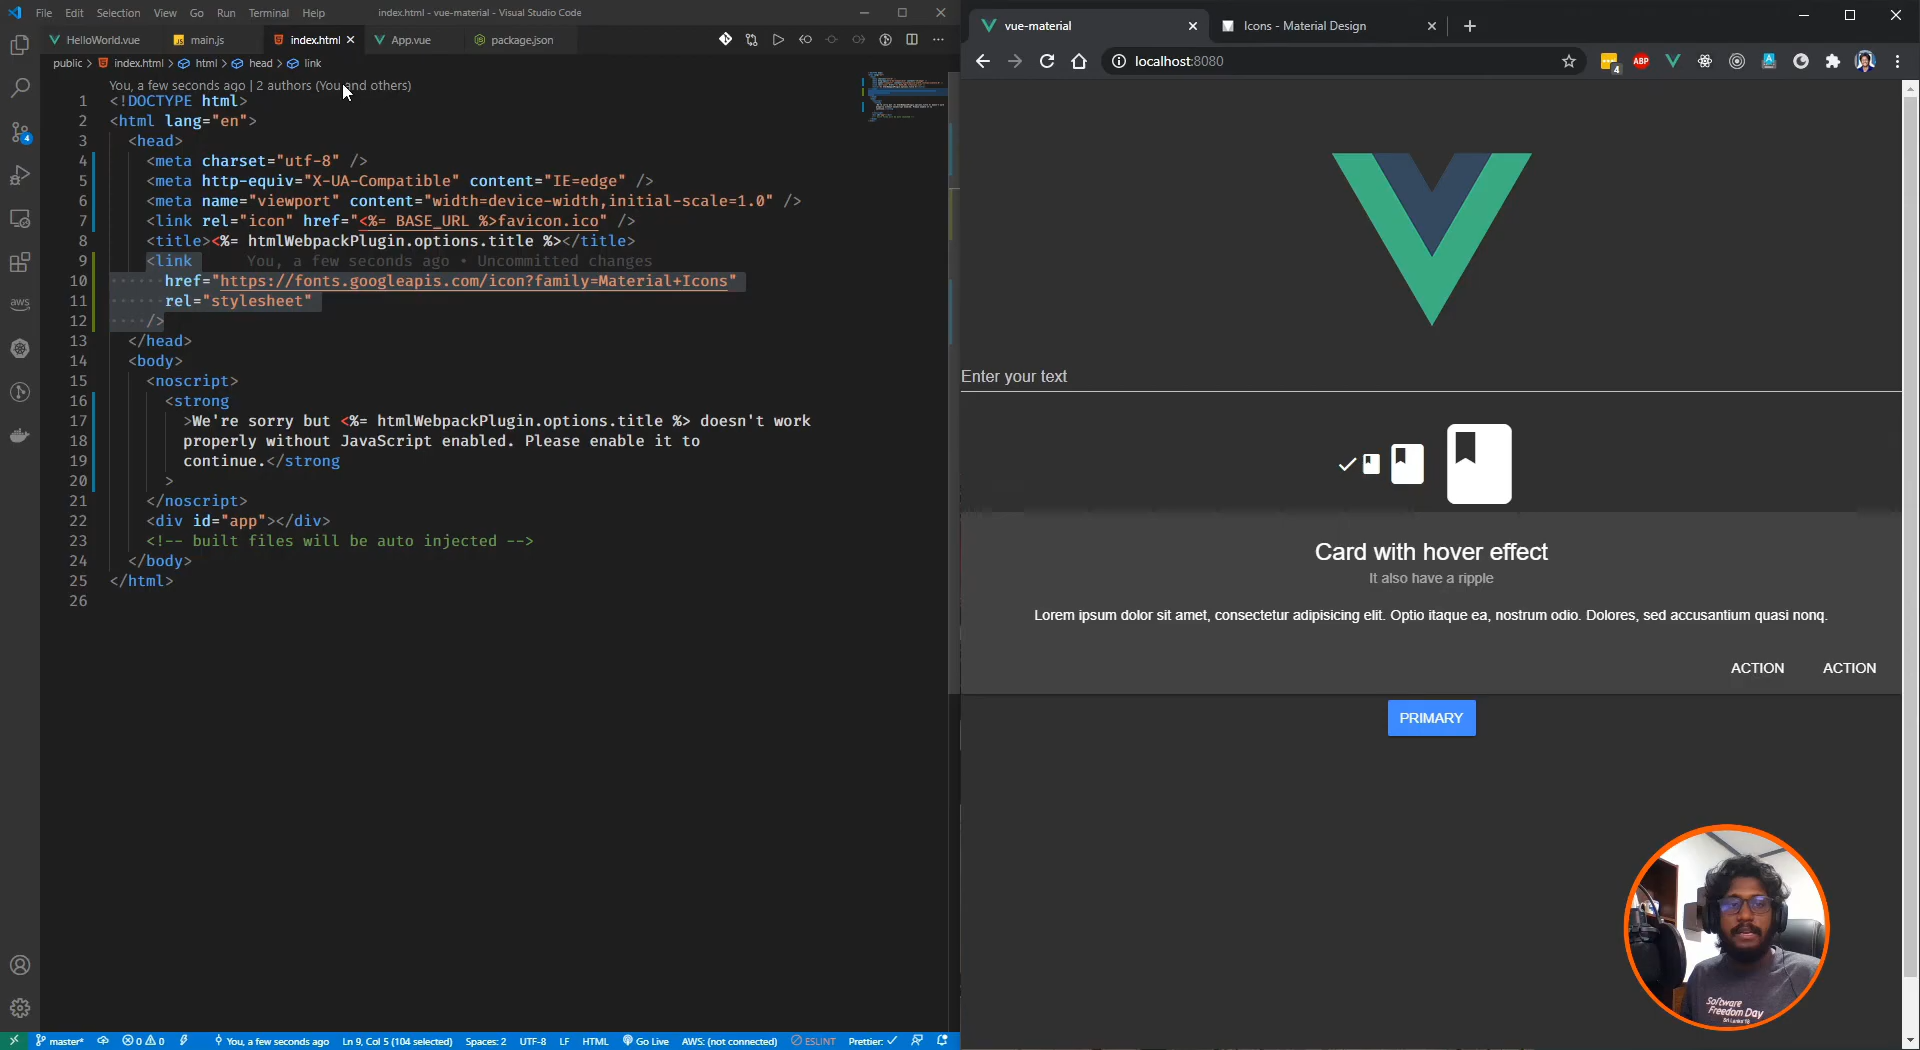 File Edit Selection View Go Run Terminal Help index.html - vue-material - Visual Studio Code
HelloWorld.vue JS main.js index.html App.vue package.json
public > index.html > html > head > link
You, a few seconds ago | 2 authors (You and others)
1 <!DOCTYPE html>
2 <html lang="en">
3 <head>
4 <meta charset="utf-8" />
5 <meta http-equiv="X-UA-Compatible" content="IE=edge" />
6 <meta name="viewport" content="width=device-width,initial-scale=1.0" />
7 <link rel="icon" href="<%= BASE_URL %>favicon.ico" />
8 <title><%= htmlWebpackPlugin.options.title %></title>
9 <link You, a few seconds ago • Uncommitted changes
10 href="https://fonts.googleapis.com/icon?family=Material+Icons"
11 rel="stylesheet"
12 />
13 </head>
14 <body>
15 <noscript>
16 <strong
17 >We're sorry but <%= htmlWebpackPlugin.options.title %> doesn't work
18 properly without JavaScript enabled. Please enable it to
19 continue.</strong
20 >
21 </noscript>
22 <div id="app"></div>
23 <!-- built files will be auto injected -->
24 </body>
25 </html>
26
4
aws
master* 0 0 You, a few seconds ago Ln 9, Col 5 (104 selected) Spaces: 2 UTF-8 LF HTML Go Live AWS: (not connected) ESLINT Prettier: ✓
vue-material Icons - Material Design
localhost:8080 4 ABP
Enter your text
Card with hover effect
It also have a ripple
Lorem ipsum dolor sit amet, consectetur adipisicing elit. Optio itaque ea, nostrum odio. Dolores, sed accusantium quasi nonq.
ACTION ACTION
PRIMARY
Software
Freedom Day
Sri Lanka